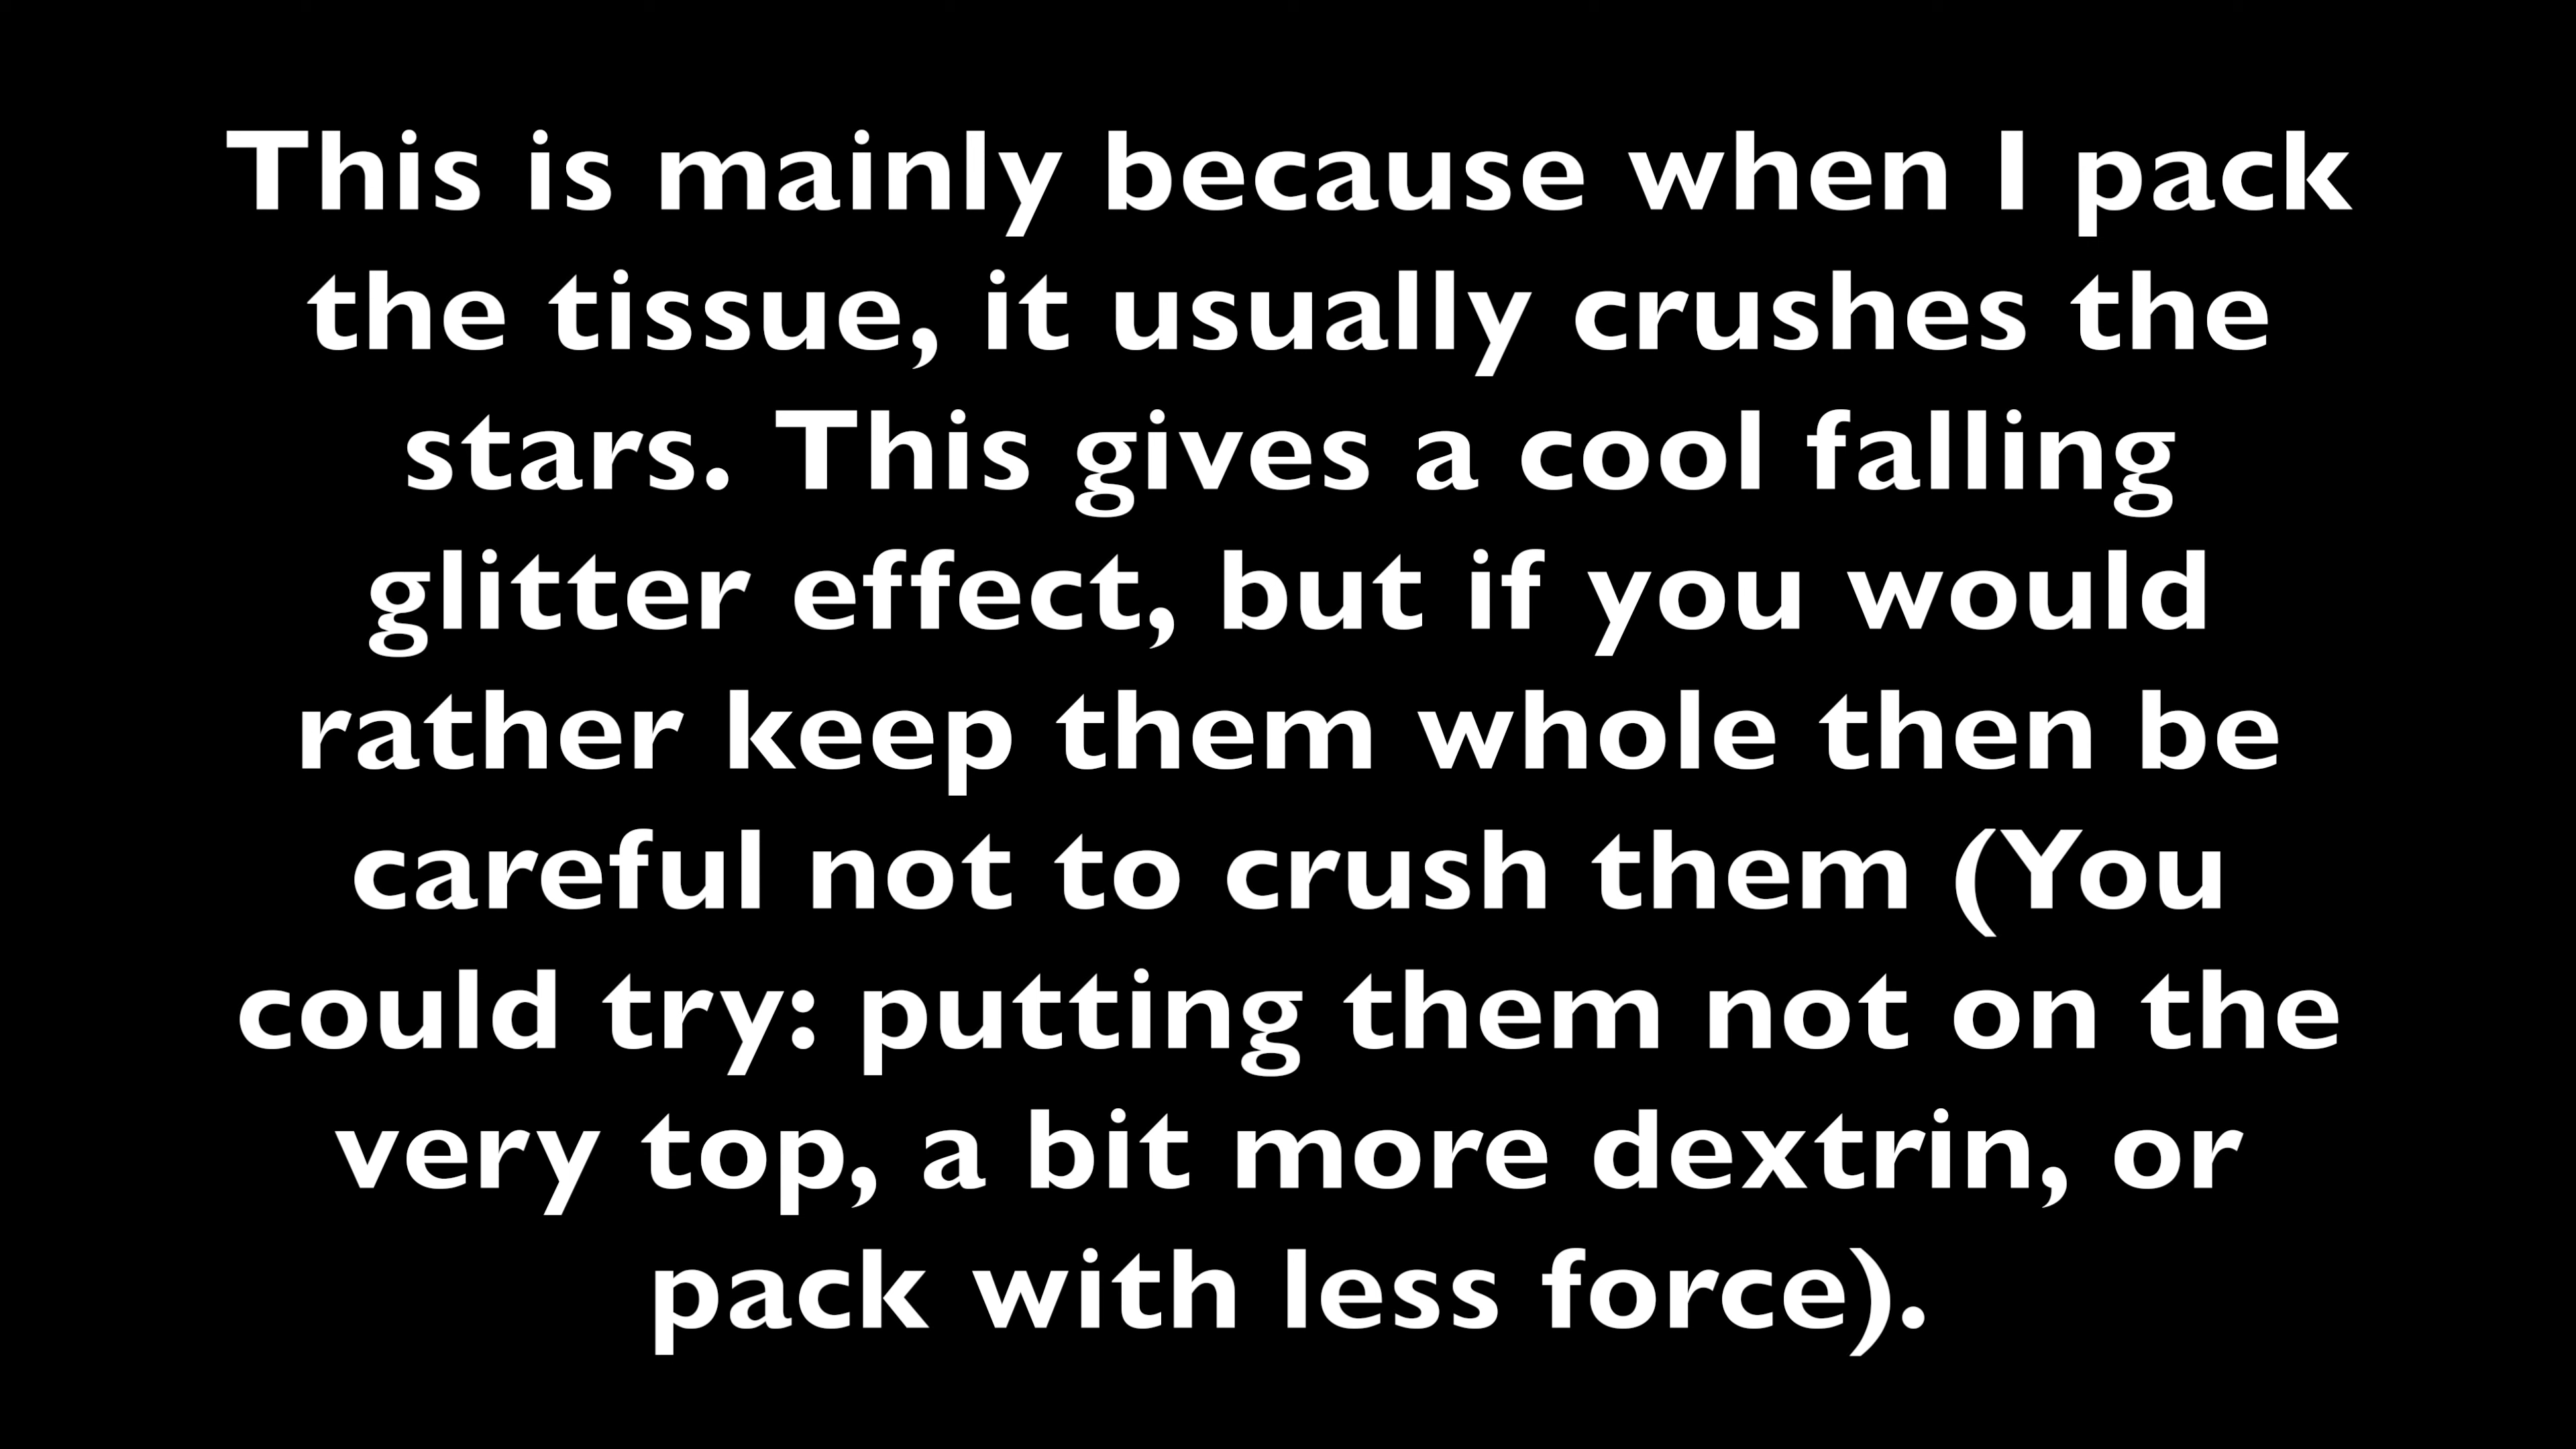 This is mainly because when I pack
the tissue, it usually crushes the
stars. This gives a cool falling
glitter effect, but if you would
rather keep them whole then be
careful not to crush them (You
could try: putting them not on the
very top, a bit more dextrin, or
pack with less force).